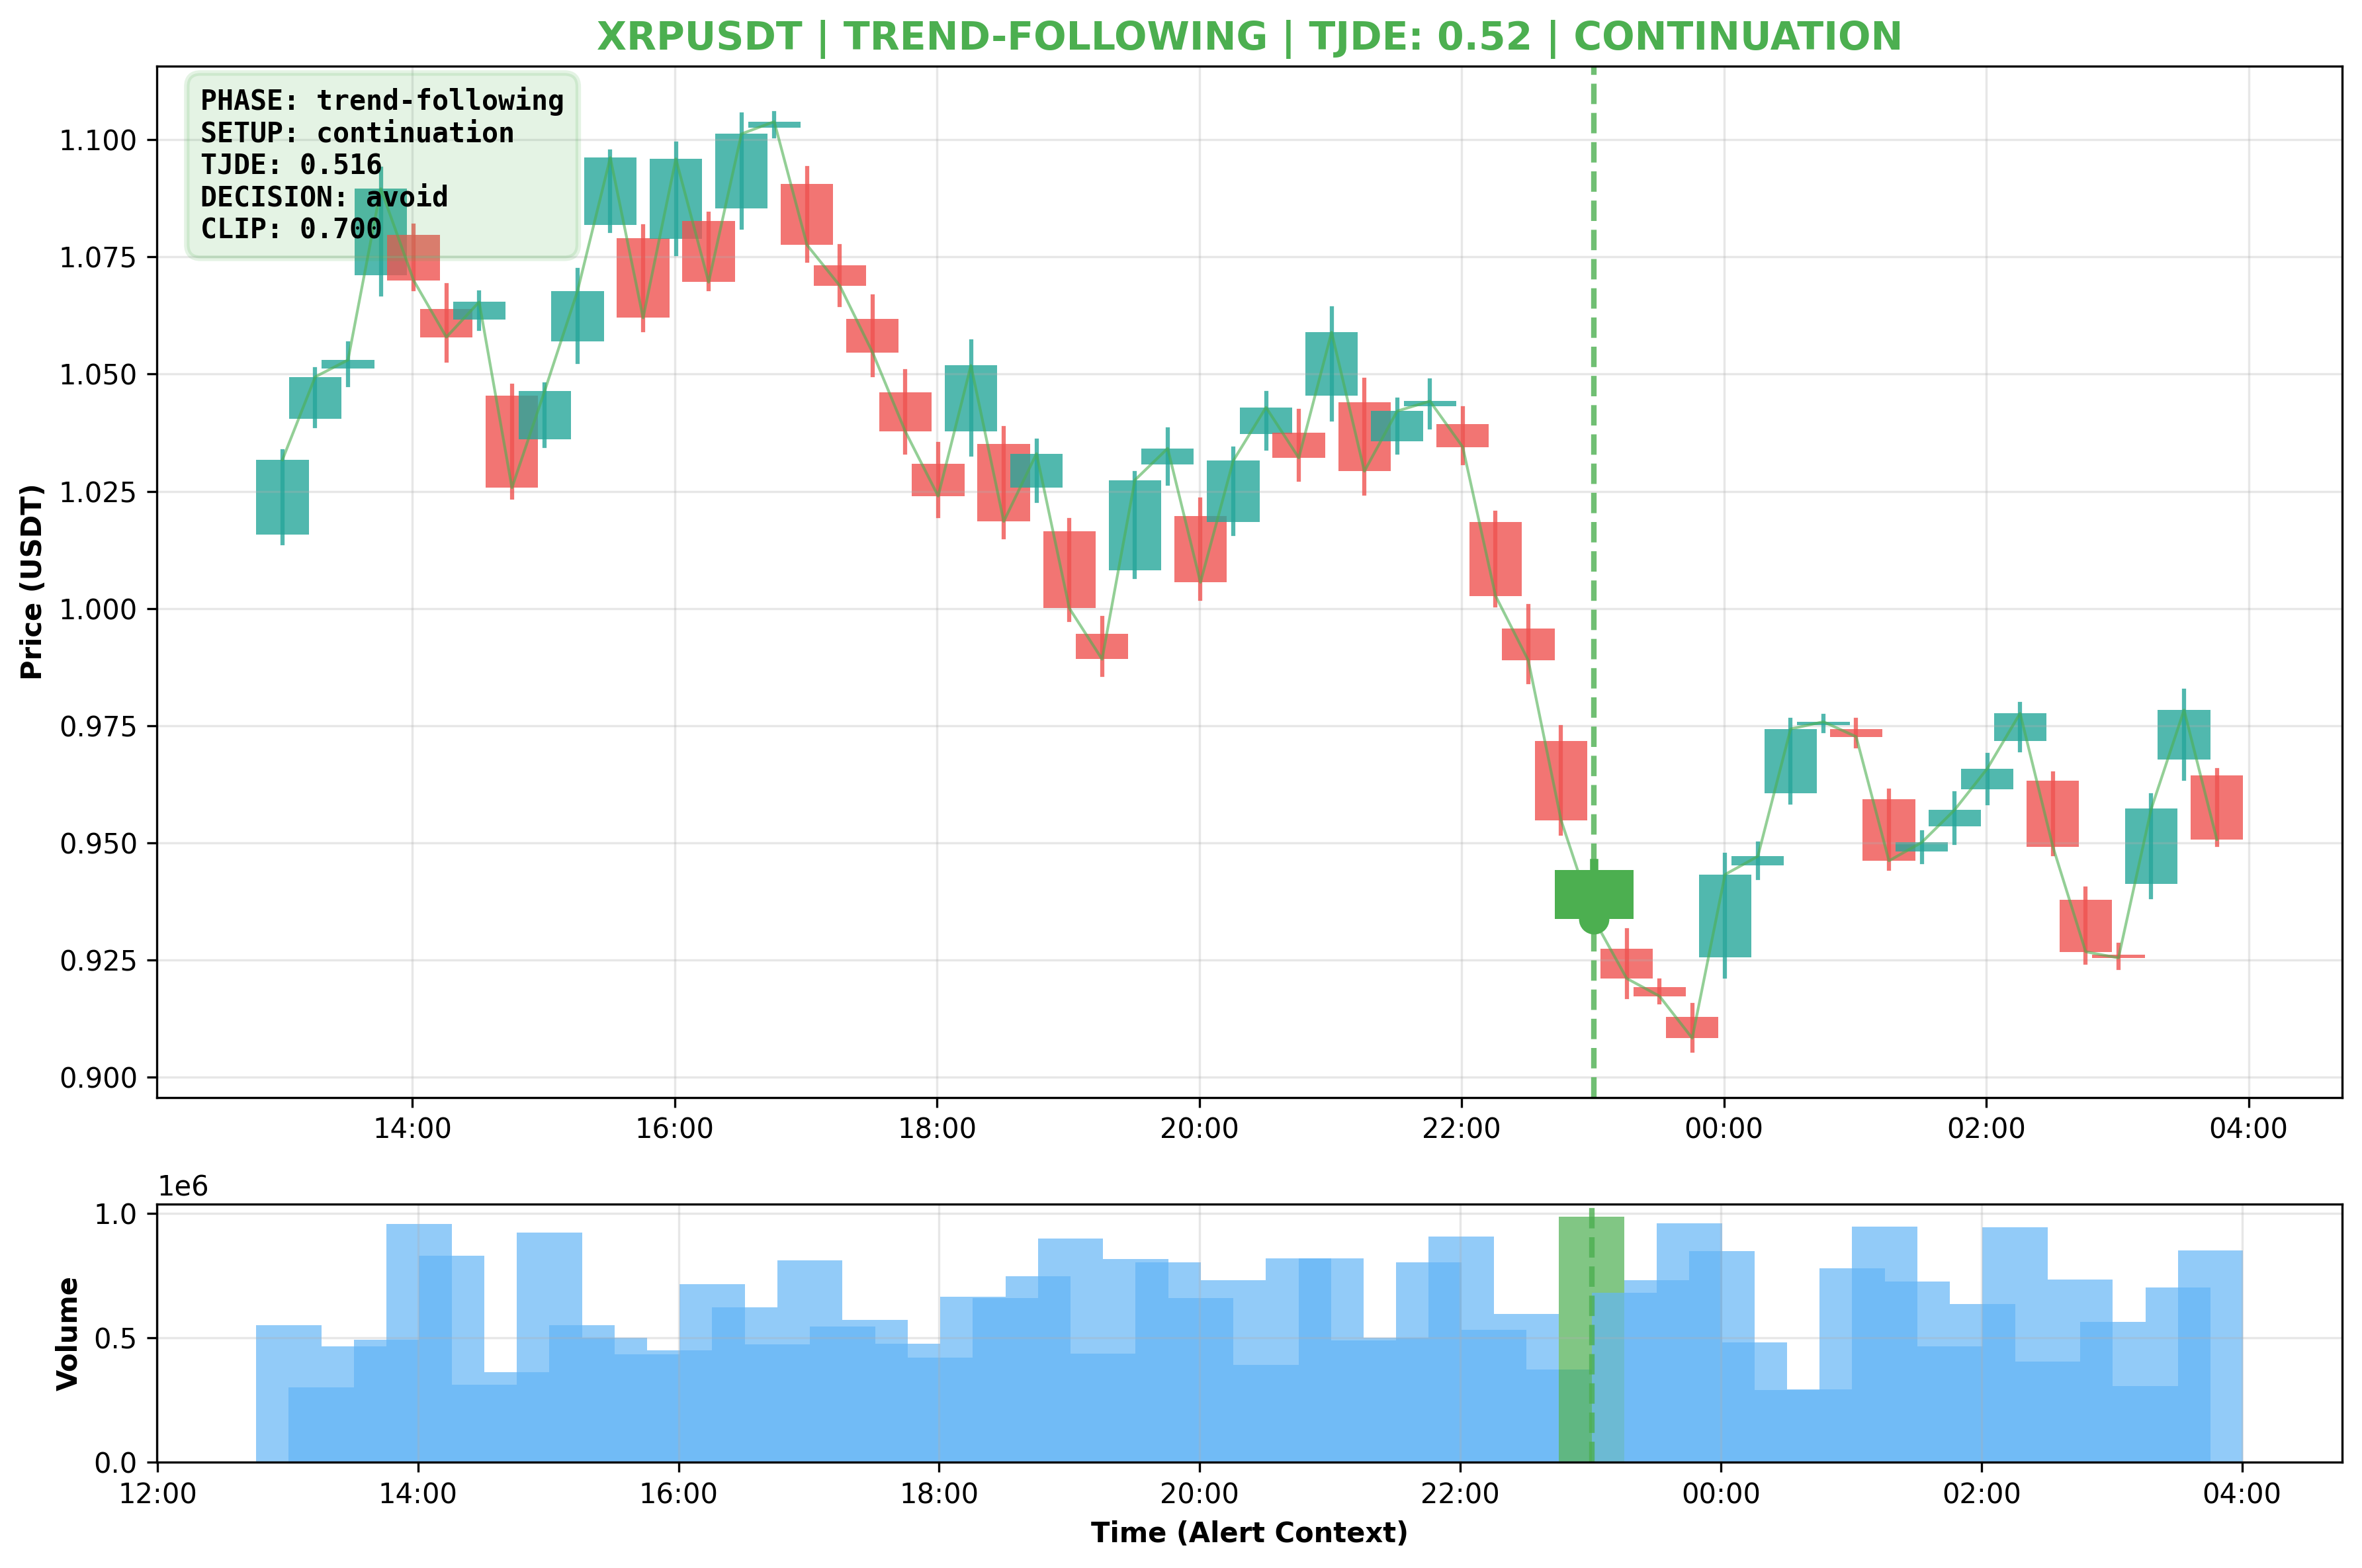 XRPUSDT | TREND-FOLLOWING | TJDE: 0.52 | CONTINUATION
PHASE: trend-following
SETUP: continuation
TJDE: 0.516
DECISION: avoid
CLIP: 0.700
Price (USDT)
1.100
1.075
1.050
1.025
1.000
0.975
0.950
0.925
0.900
14:00 16:00 18:00 20:00 22:00 00:00 02:00 04:00
1e6
Volume
1.0
0.5
0.0
12:00 14:00 16:00 18:00 20:00 22:00 00:00 02:00 04:00
Time (Alert Context)